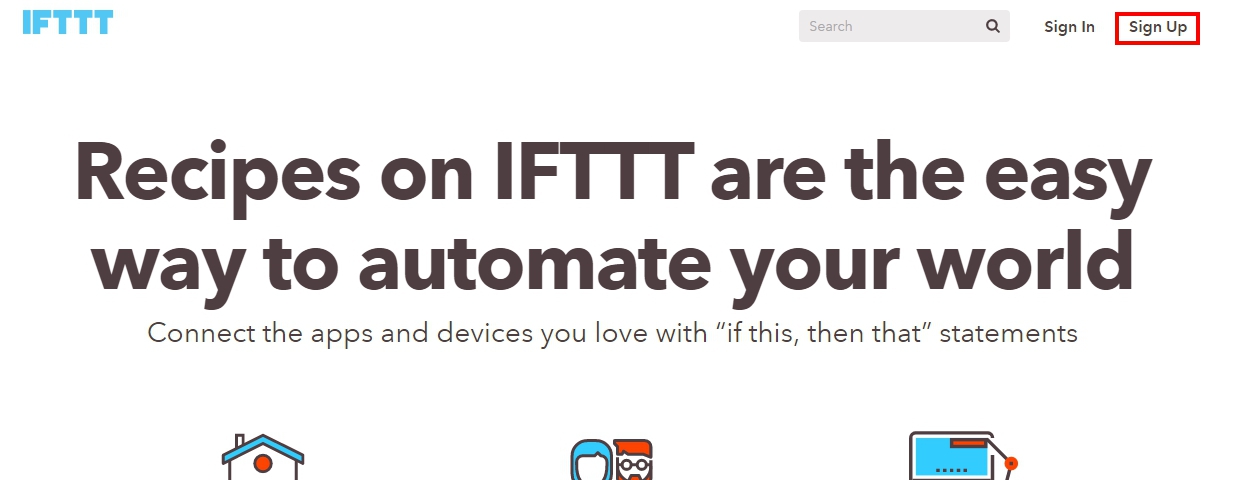 IFTTT
Search
Sign In
Sign Up
Recipes on IFTTT are the easy
way to automate your world
Connect the apps and devices you love with “if this, then that” statements